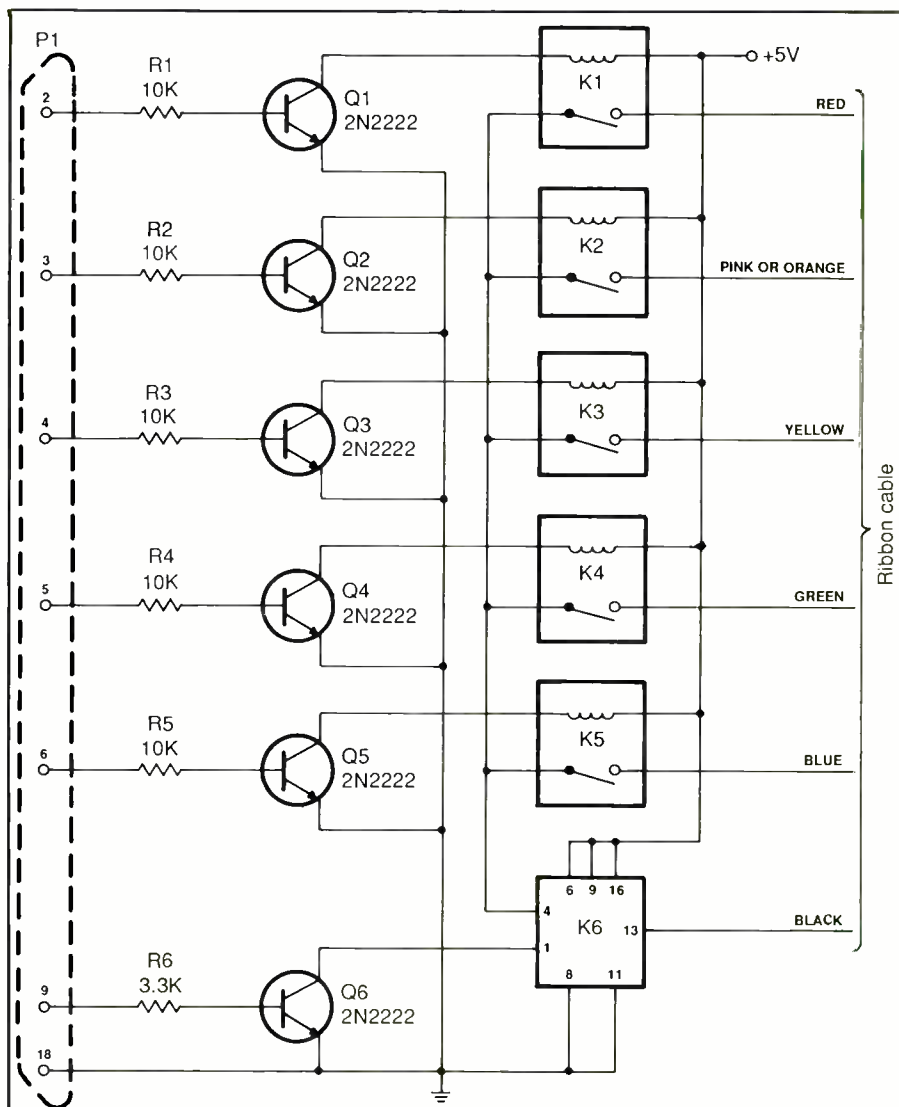 P1
R1
10K
2
Q1
2N2222
K1
+5V
RED
R2
10K
3
Q2
2N2222
K2
PINK OR ORANGE
R3
10K
4
Q3
2N2222
K3
YELLOW
R4
10K
5
Q4
2N2222
K4
GREEN
R5
10K
6
Q5
2N2222
K5
BLUE
Ribbon cable
6 9 16
4
K6
13
BLACK
1
8 11
R6
3.3K
9
Q6
2N2222
18